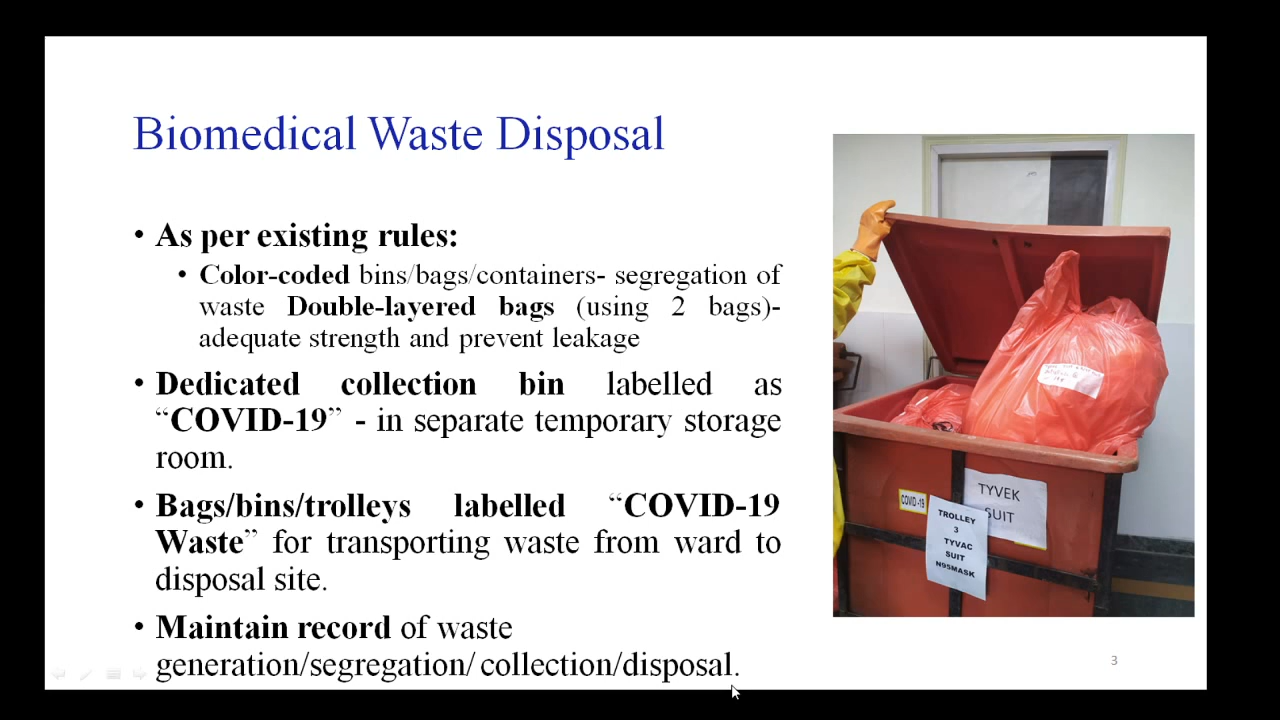 Biomedical Waste Disposal
• As per existing rules:
• Color-coded bins/bags/containers- segregation of
waste Double-layered bags (using 2 bags)-
adequate strength and prevent leakage
• Dedicated collection bin labelled as
“COVID-19” - in separate temporary storage
room.
• Bags/bins/trolleys labelled “COVID-19
Waste” for transporting waste from ward to
disposal site.
• Maintain record of waste
generation/segregation/ collection/disposal.
COVID-19
TYVEK
SUIT
TROLLEY
3
TYVAC
SUIT
N95MASK
3